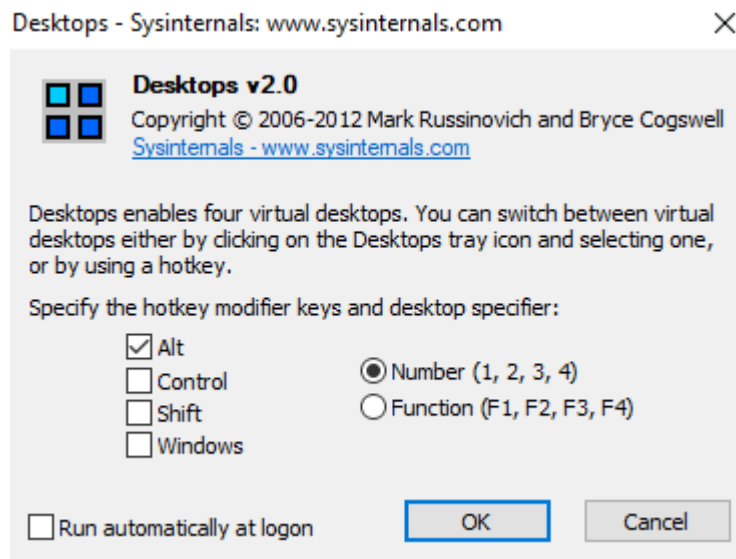 Desktops - Sysinternals: www.sysinternals.com
Desktops v2.0
Copyright © 2006-2012 Mark Russinovich and Bryce Cogswell
Sysinternals - www.sysinternals.com
Desktops enables four virtual desktops. You can switch between virtual
desktops either by clicking on the Desktops tray icon and selecting one,
or by using a hotkey.
Specify the hotkey modifier keys and desktop specifier:
Alt
Control
Shift
Windows
Number (1, 2, 3, 4)
Function (F1, F2, F3, F4)
Run automatically at logon
OK
Cancel